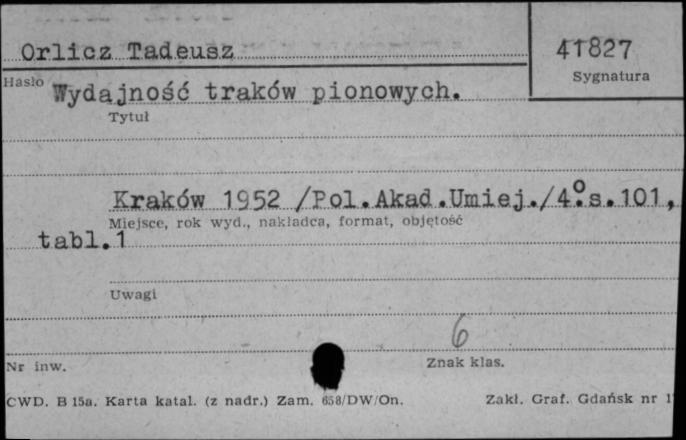 Orlicz Tadeusz
41827
Hasło
Sygnatura
Wydajność traków pionowych.
Tytuł
Kraków 1952 /Pol.Akad.Umiej./4°.s.101,
Miejsce, rok wyd., nakładca, format, objętość
tabl.1
Uwagi
6
Nr inw.
Znak klas.
CWD. B 15a. Karta katal. (z nadr.) Zam. 658/DW/On.
Zakł. Graf. Gdańsk nr 1